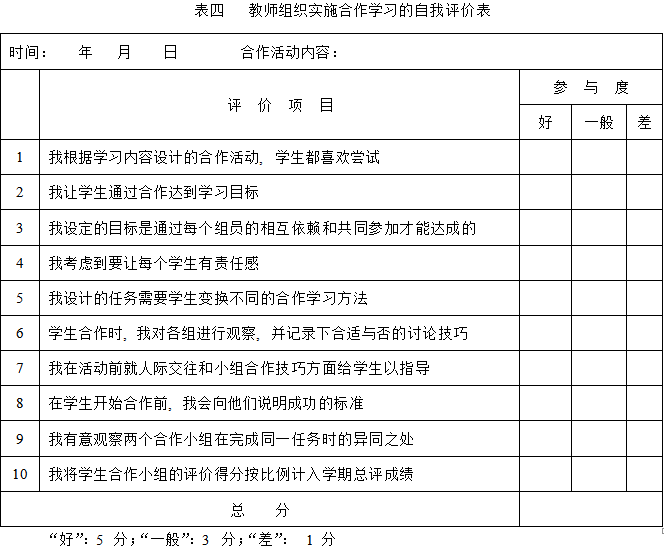 表四 教师组织实施合作学习的自我评价表
时间： 年 月 日 合作活动内容：
评 价 项 目
参 与 度
好 一般 差
1 我根据学习内容设计的合作活动，学生都喜欢尝试
2 我让学生通过合作达到学习目标
3 我设定的目标是通过每个组员的相互依赖和共同参加才能达成的
4 我考虑到要让每个学生有责任感
5 我设计的任务需要学生变换不同的合作学习方法
6 学生合作时，我对各组进行观察，并记录下合适与否的讨论技巧
7 我在活动前就人际交往和小组合作技巧方面给学生以指导
8 在学生开始合作前，我会向他们说明成功的标准
9 我有意观察两个合作小组在完成同一任务时的异同之处
10 我将学生合作小组的评价得分按比例计入学期总评成绩
总 分
“好”：5 分；“一般”：3 分；“差”： 1 分